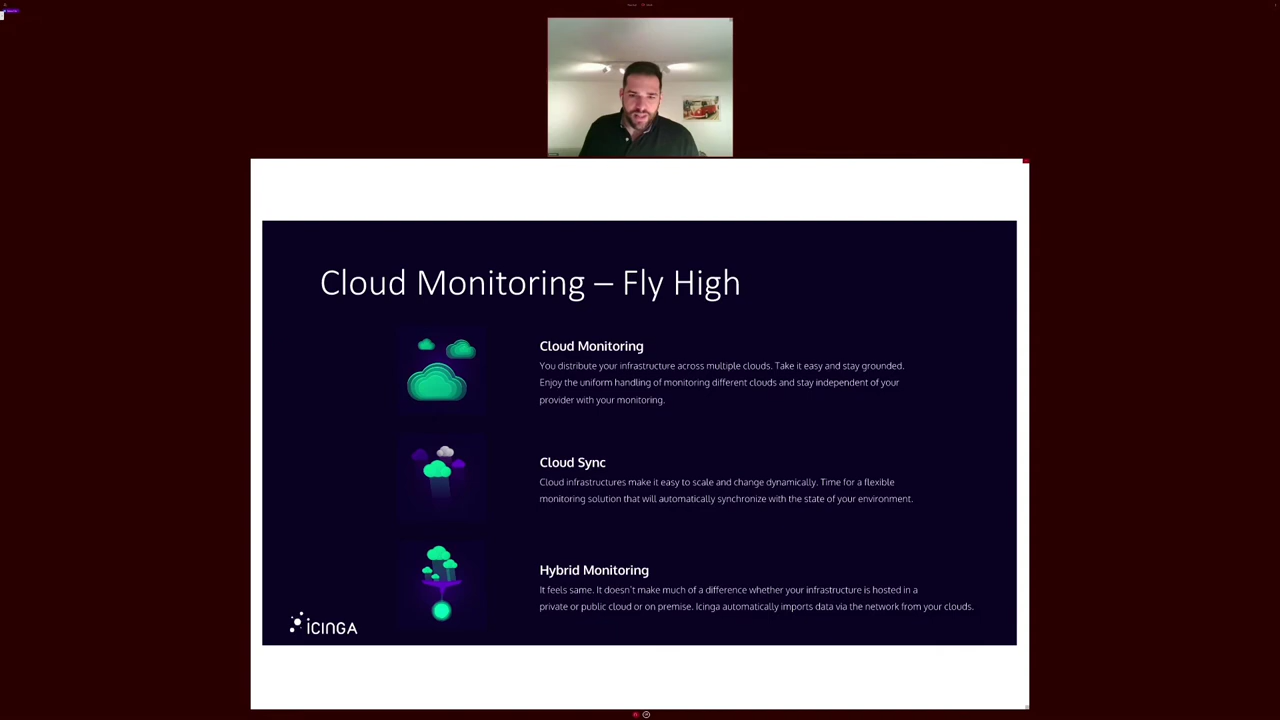 Cloud Monitoring – Fly High
Cloud Monitoring
You distribute your infrastructure across multiple clouds. Take it easy and stay grounded.
Enjoy the uniform handling of monitoring different clouds and stay independent of your
provider with your monitoring.
Cloud Sync
Cloud infrastructures make it easy to scale and change dynamically. Time for a flexible
monitoring solution that will automatically synchronize with the state of your environment.
Hybrid Monitoring
It feels same. It doesn't make much of a difference whether your infrastructure is hosted in a
private or public cloud or on premise. Icinga automatically imports data via the network from your clouds.
ICINGA